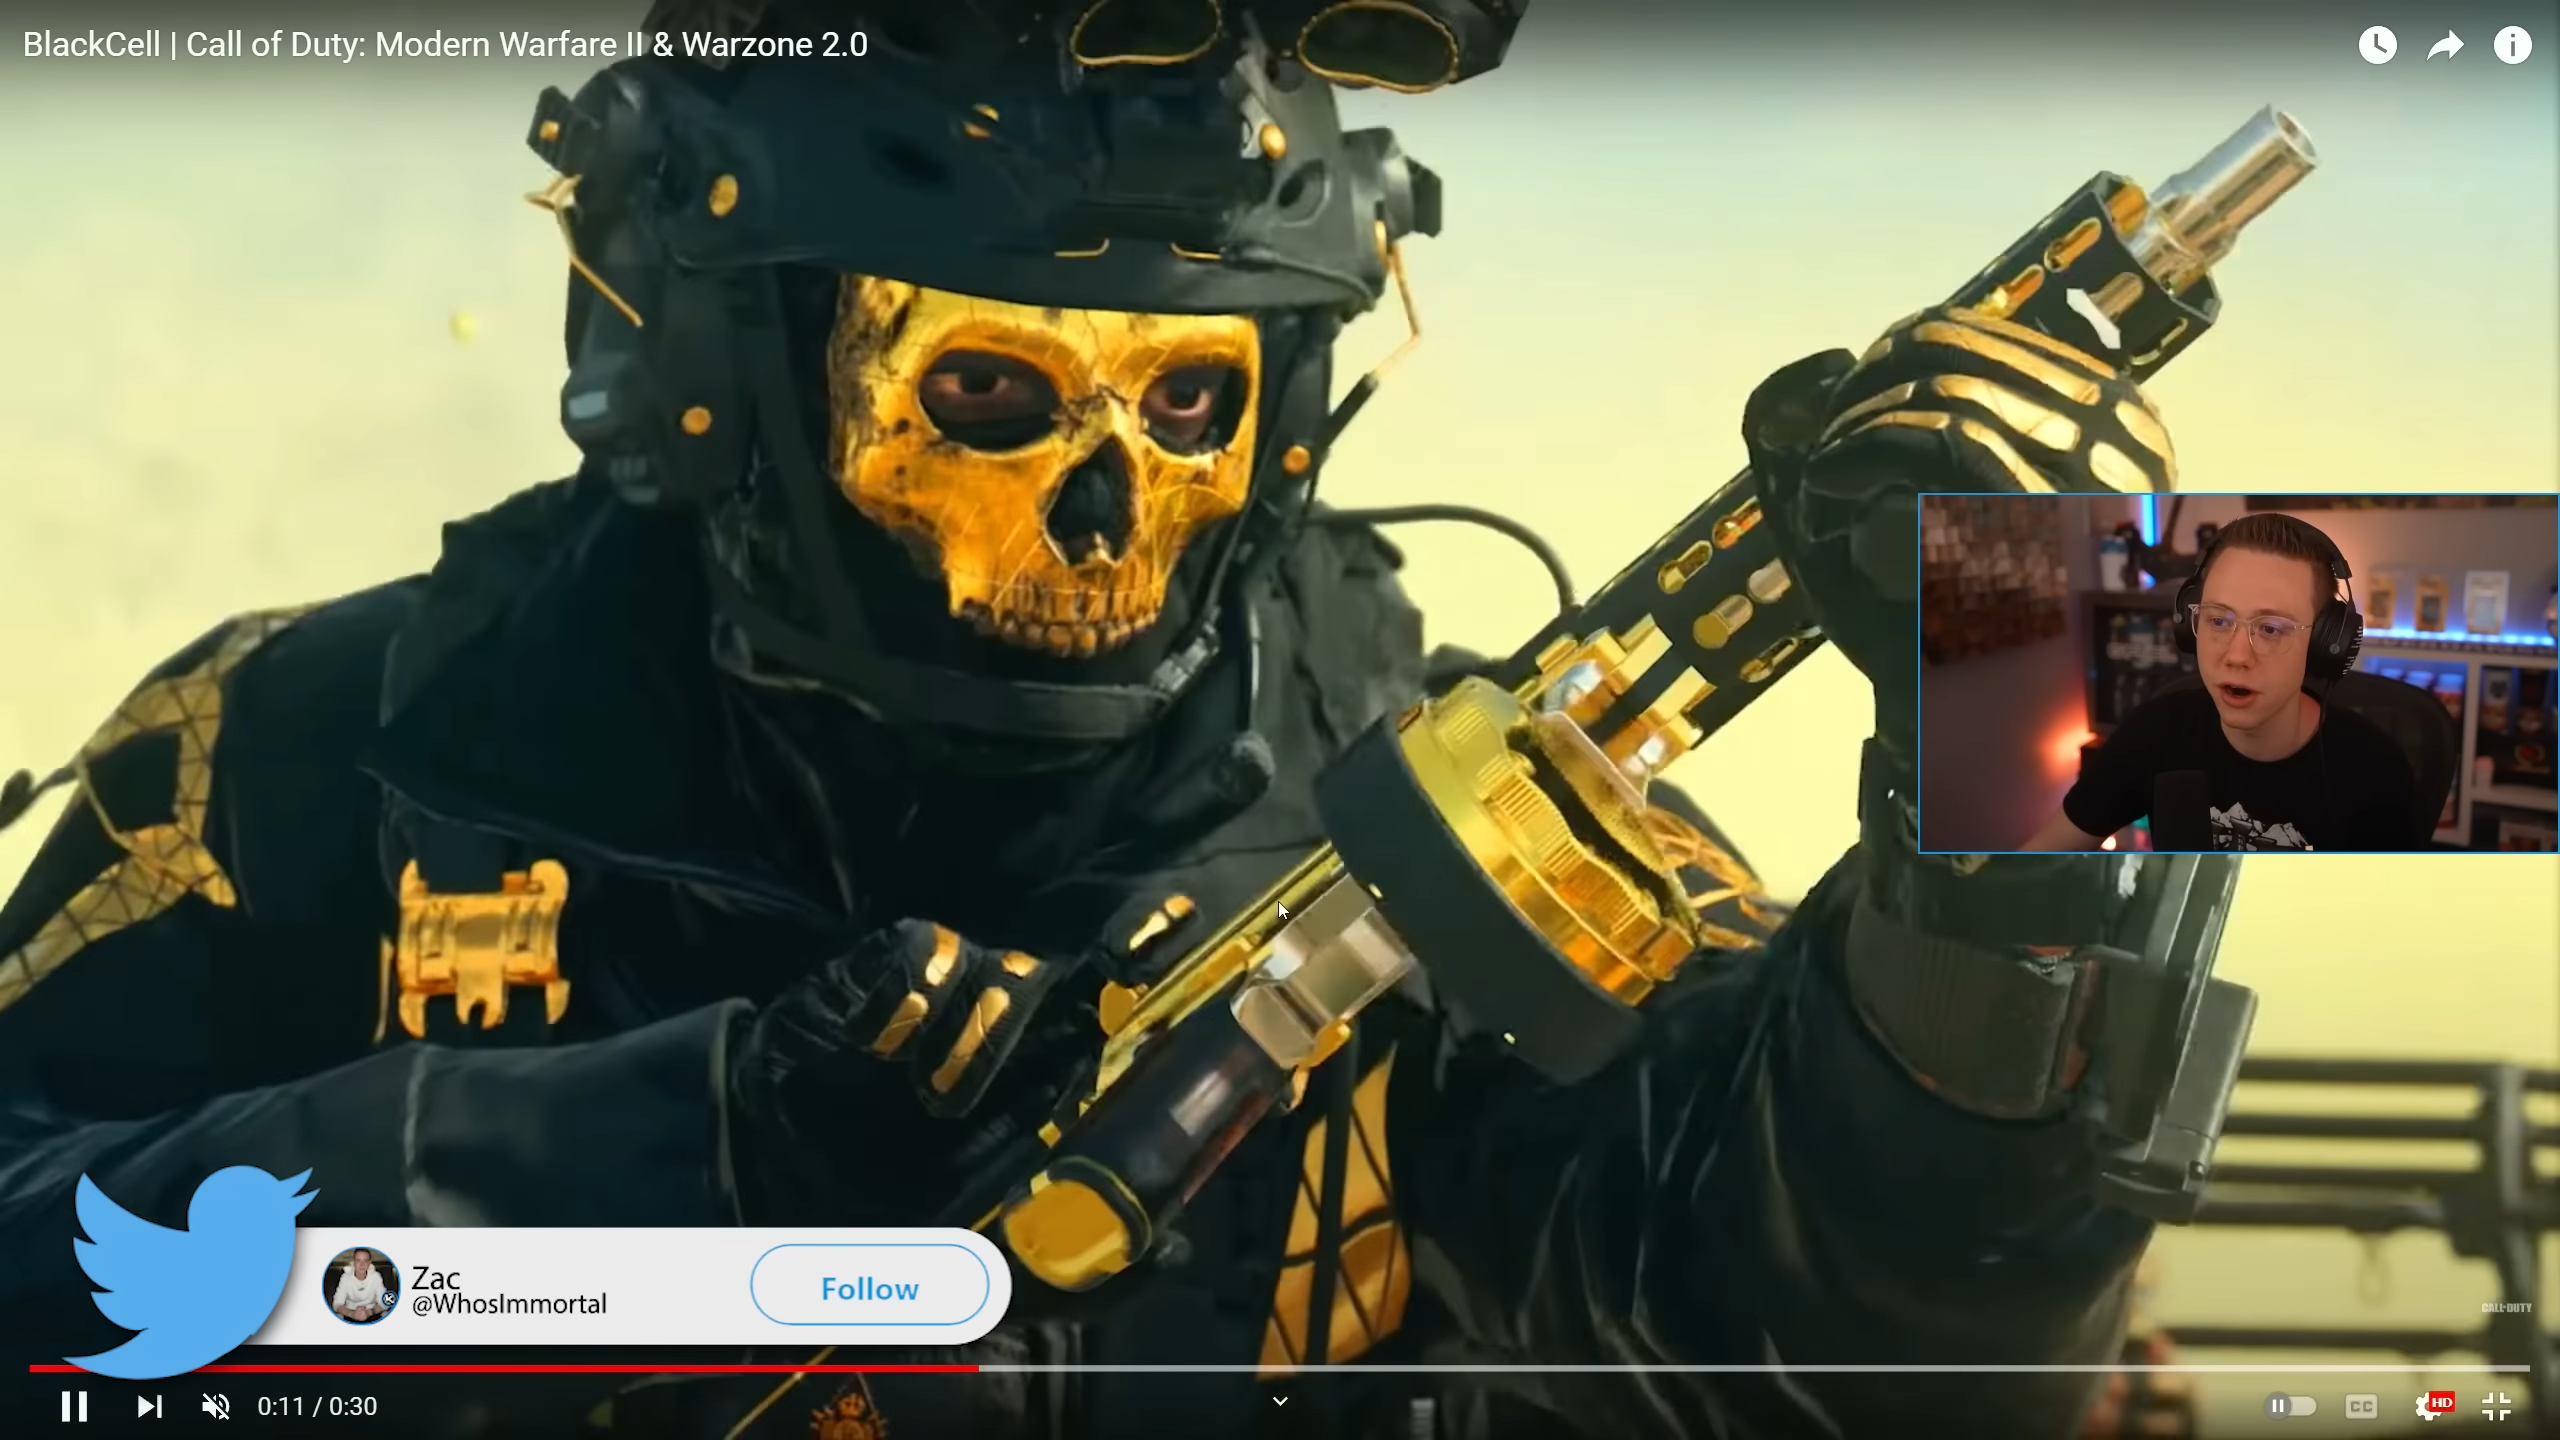 BlackCell | Call of Duty: Modern Warfare II & Warzone 2.0
Zac
@WhosImmortal
Follow
CALL DUTY
0:11 / 0:30
CC
HD